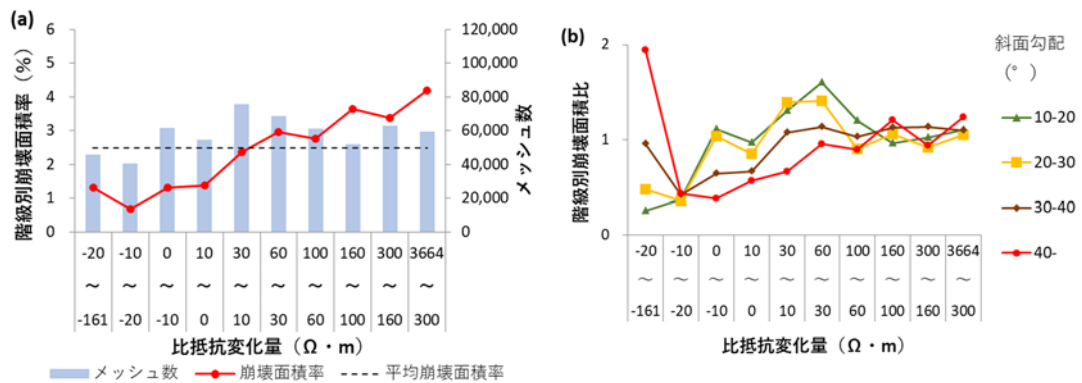 (a)
階級別崩壊面積率（%）
6
5
4
3
2
1
0
120,000
100,000
80,000
60,000
40,000
20,000
0
メッシュ数
-20 -10 0 10 30 60 100 160 300 3664
～ ～ ～ ～ ～ ～ ～ ～ ～ ～
-161 -20 -10 0 10 30 60 100 160 300
比抵抗変化量（Ω・m）
メッシュ数 崩壊面積率 平均崩壊面積率
(b)
階級別崩壊面積比
2
1
0
-20 -10 0 10 30 60 100 160 300 3664
～ ～ ～ ～ ～ ～ ～ ～ ～ ～
-161 -20 -10 0 10 30 60 100 160 300
比抵抗変化量（Ω・m）
斜面勾配
（°）
10-20
20-30
30-40
40-